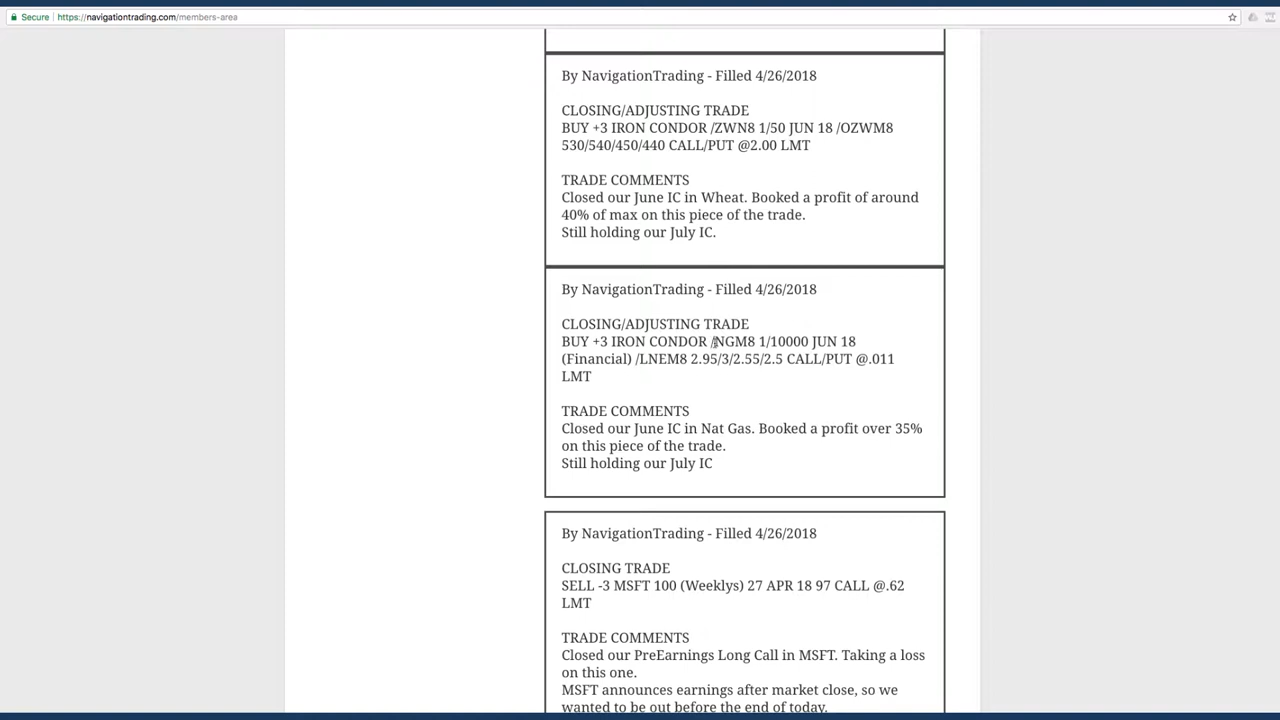 Secure https://navigationtrading.com/members-area
By NavigationTrading - Filled 4/26/2018
CLOSING/ADJUSTING TRADE
BUY +3 IRON CONDOR /ZWN8 1/50 JUN 18 /OZWM8
530/540/450/440 CALL/PUT @2.00 LMT
TRADE COMMENTS
Closed our June IC in Wheat. Booked a profit of around
40% of max on this piece of the trade.
Still holding our July IC.
By NavigationTrading - Filled 4/26/2018
CLOSING/ADJUSTING TRADE
BUY +3 IRON CONDOR /NGM8 1/10000 JUN 18
(Financial) /LNEM8 2.95/3/2.55/2.5 CALL/PUT @.011
LMT
TRADE COMMENTS
Closed our June IC in Nat Gas. Booked a profit over 35%
on this piece of the trade.
Still holding our July IC
By NavigationTrading - Filled 4/26/2018
CLOSING TRADE
SELL -3 MSFT 100 (Weeklys) 27 APR 18 97 CALL @.62
LMT
TRADE COMMENTS
Closed our PreEarnings Long Call in MSFT. Taking a loss
on this one.
MSFT announces earnings after market close, so we
wanted to be out before the end of today.